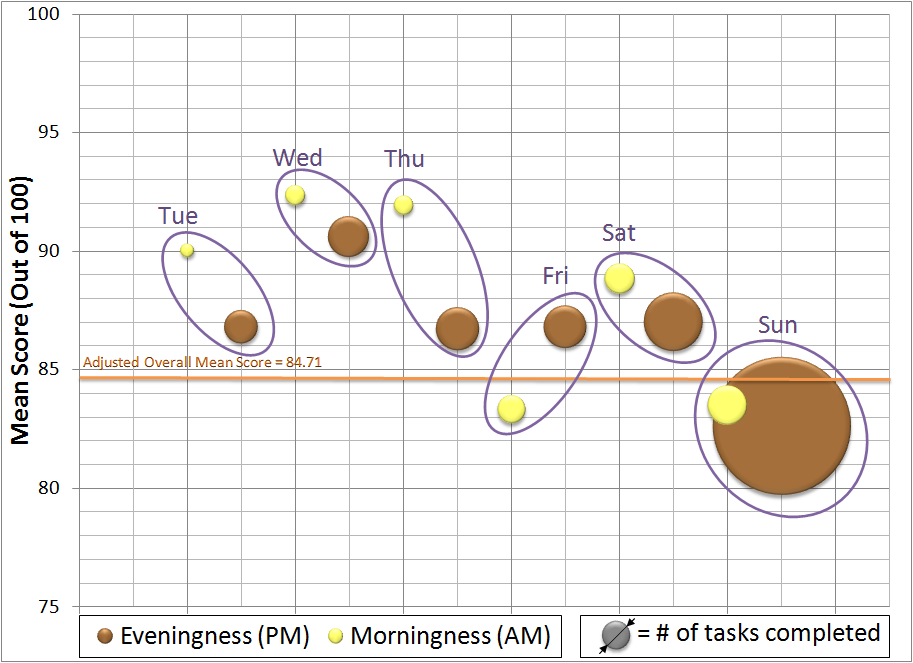 100
95
90
85
80
75
Mean Score (Out of 100)
Tue
Wed
Thu
Fri
Sat
Sun
Adjusted Overall Mean Score = 84.71
Eveningness (PM) Morningness (AM)
= # of tasks completed